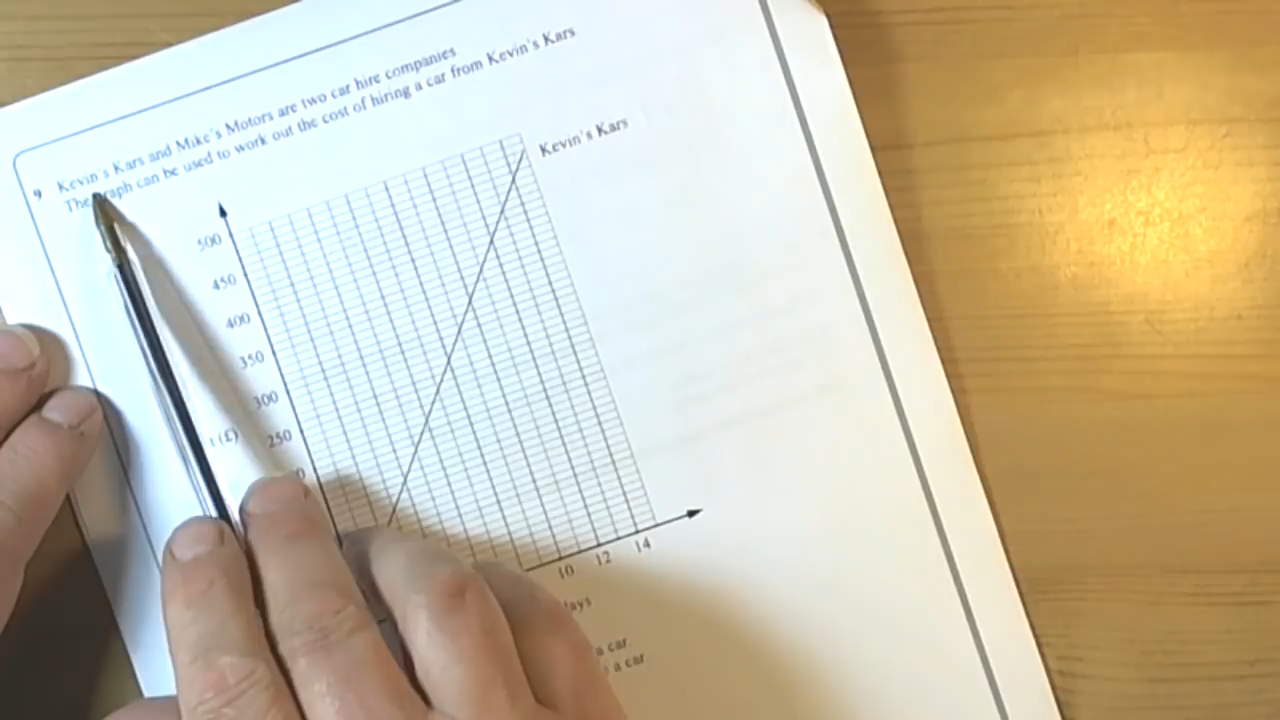 9 Kevin's Kars and Mike's Motors are two car hire companies
The graph can be used to work out the cost of hiring a car from Kevin's Kars
Kevin's Kars
500
450
400
350
300
(£) 250
10 12 14
a car
a car